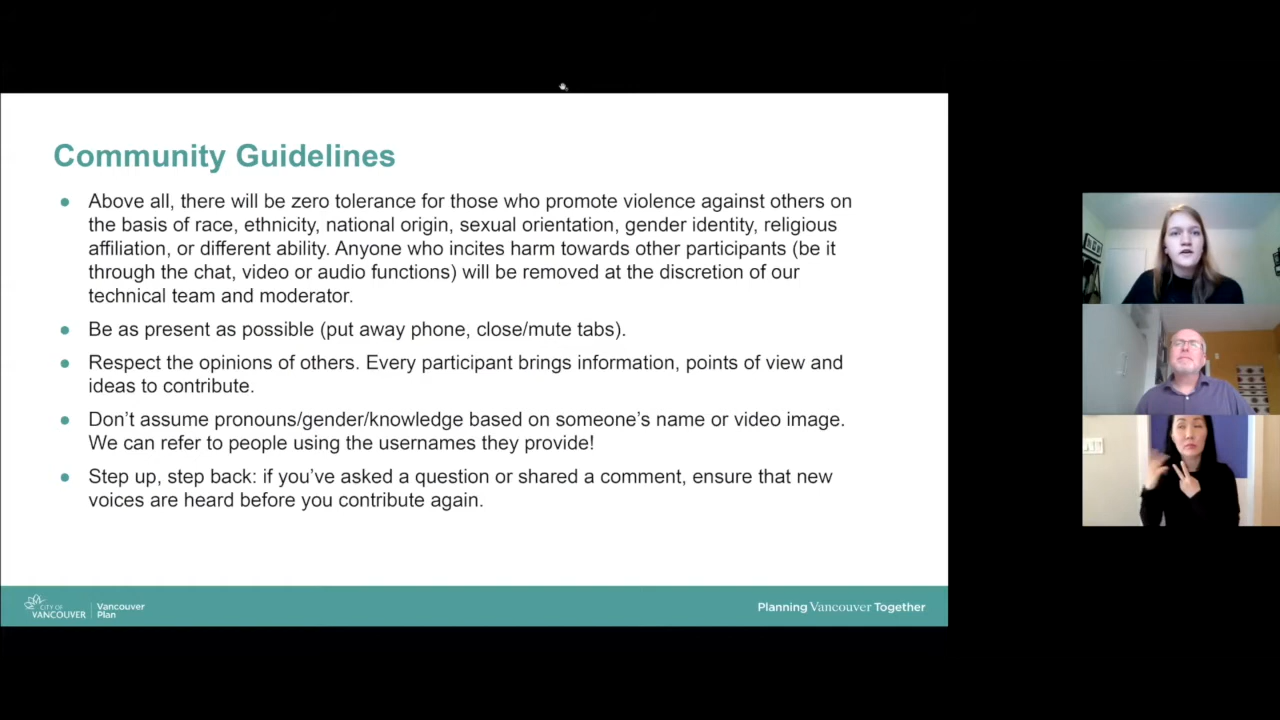 Community Guidelines
● Above all, there will be zero tolerance for those who promote violence against others on
the basis of race, ethnicity, national origin, sexual orientation, gender identity, religious
affiliation, or different ability. Anyone who incites harm towards other participants (be it
through the chat, video or audio functions) will be removed at the discretion of our
technical team and moderator.
● Be as present as possible (put away phone, close/mute tabs).
● Respect the opinions of others. Every participant brings information, points of view and
ideas to contribute.
● Don’t assume pronouns/gender/knowledge based on someone’s name or video image.
We can refer to people using the usernames they provide!
● Step up, step back: if you’ve asked a question or shared a comment, ensure that new
voices are heard before you contribute again.
CITY OF
VANCOUVER
Vancouver
Plan
Planning Vancouver Together